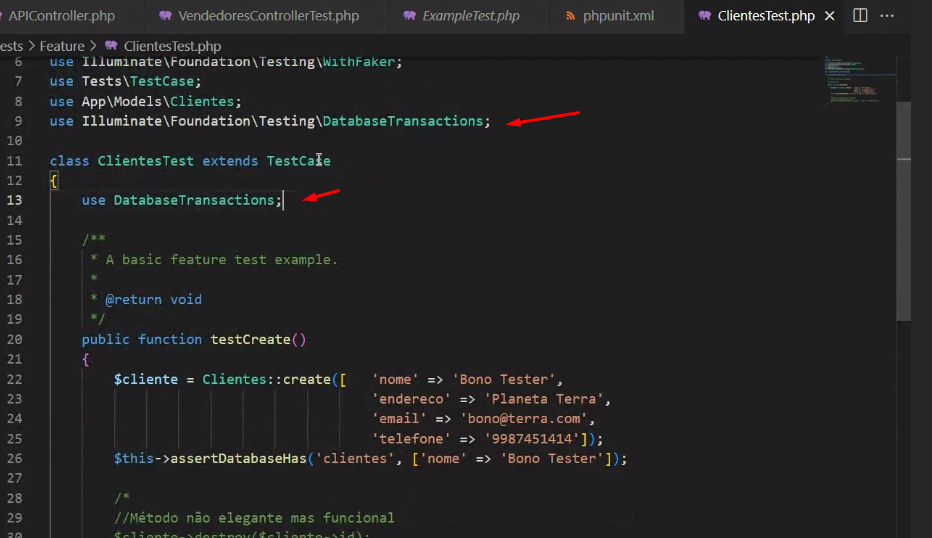 APIController.php VendedoresControllerTest.php ExampleTest.php phpunit.xml ClientesTest.php
ests > Feature > ClientesTest.php
6 use Illuminate\Foundation\Testing\WithFaker;
7 use Tests\TestCase;
8 use App\Models\Clientes;
9 use Illuminate\Foundation\Testing\DatabaseTransactions;
10
11 class ClientesTest extends TestCase
12 {
13 use DatabaseTransactions;
14
15 /**
16 * A basic feature test example.
17 *
18 * @return void
19 */
20 public function testCreate()
21 {
22 $cliente = Clientes::create([ 'nome' => 'Bono Tester',
23 'endereco' => 'Planeta Terra',
24 'email' => 'bono@terra.com',
25 'telefone' => '9987451414']);
26 $this->assertDatabaseHas('clientes', ['nome' => 'Bono Tester']);
27
28 /*
29 //Método não elegante mas funcional
30 $cliente->destroy($cliente->id);